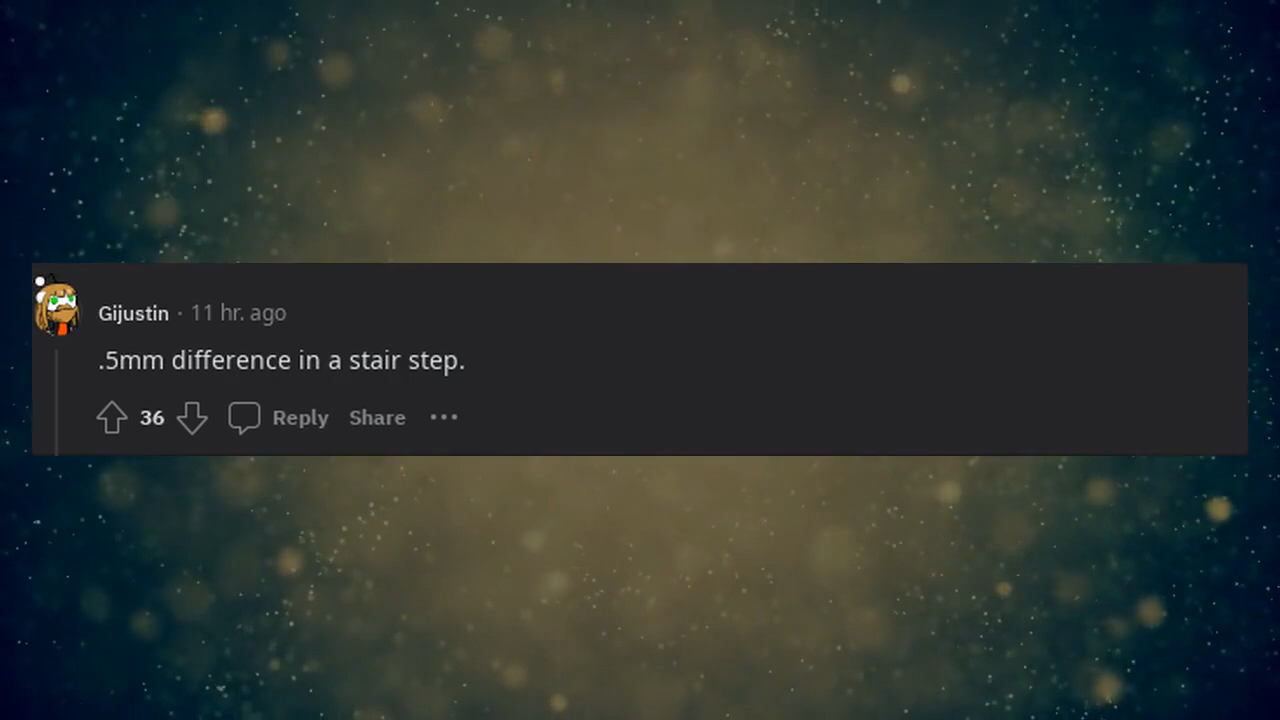 Gijustin · 11 hr. ago
.5mm difference in a stair step.
36 Reply Share ···